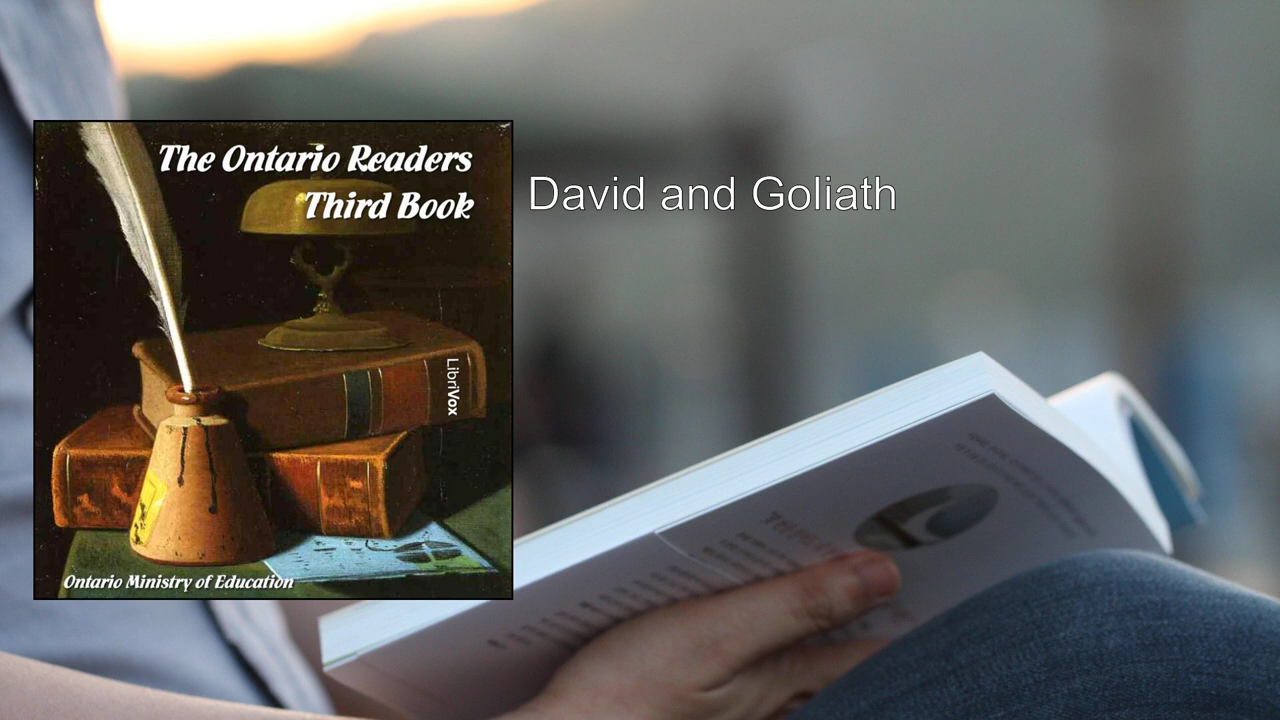 The Ontario Readers
Third Book
LibriVox
Ontario Ministry of Education
David and Goliath